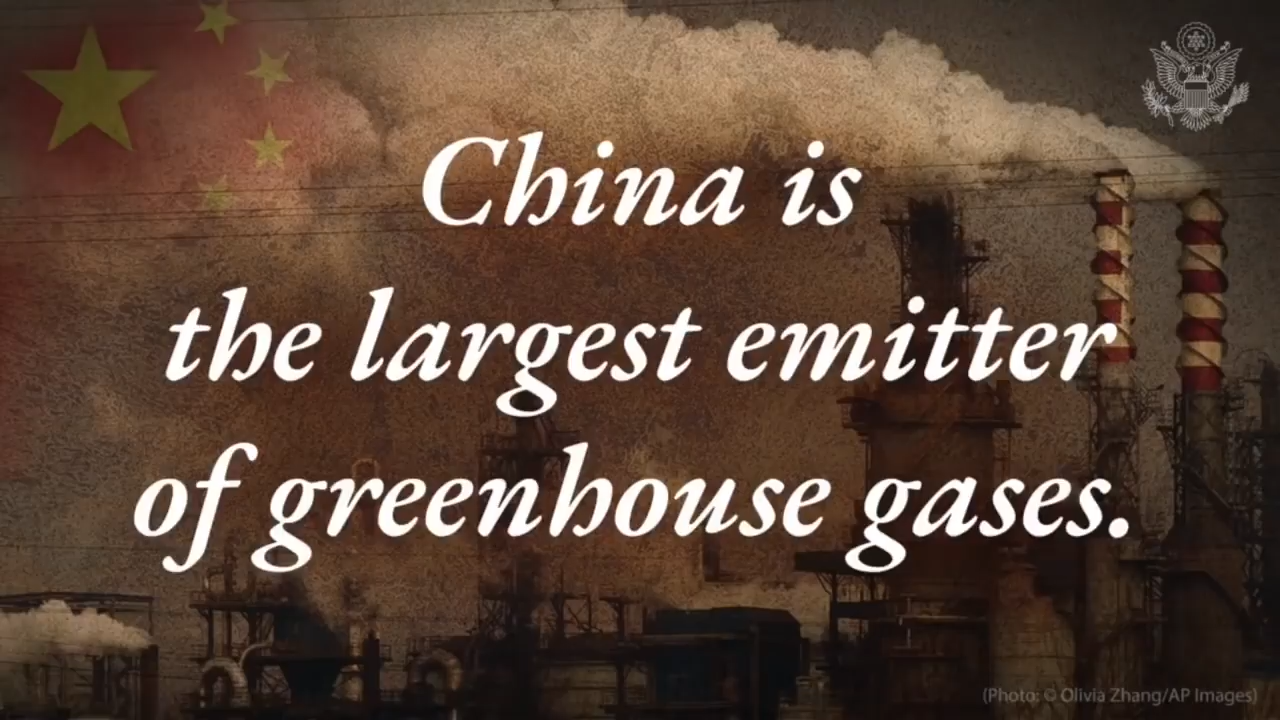 China is
the largest emitter
of greenhouse gases.
(Photo: © Olivia Zhang/AP Images)